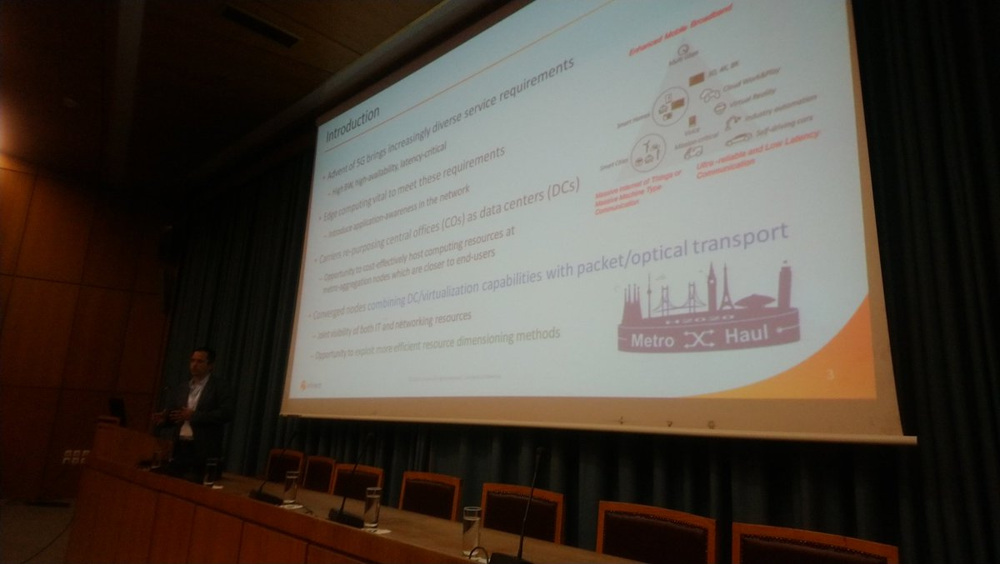 Introduction
• Advent of 5G brings increasingly diverse service requirements
– High BW, high-availability, latency-critical
• Edge computing vital to meet these requirements
– Introduce application-awareness in the network
• Carriers re-purposing central offices (COs) as data centers (DCs)
– Opportunity to cost-effectively host computing resources at
metro-aggregation nodes which are closer to end-users
• Converged nodes combining DC/virtualization capabilities with packet/optical transport
– Joint visibility of both IT and networking resources
– Opportunity to exploit more efficient resource dimensioning methods
Enhanced Mobile Broadband
3D, 4K, 8K
Cloud Work&Play
Smart Homes
Virtual Reality
Voice
Industry automation
Mission-critical
Self-driving cars
Smart Cities
Ultra-reliable and Low Latency
Communication
Massive Internet of Things or
Massive Machine Type
Communication
H2020
Metro Haul
infinera
3